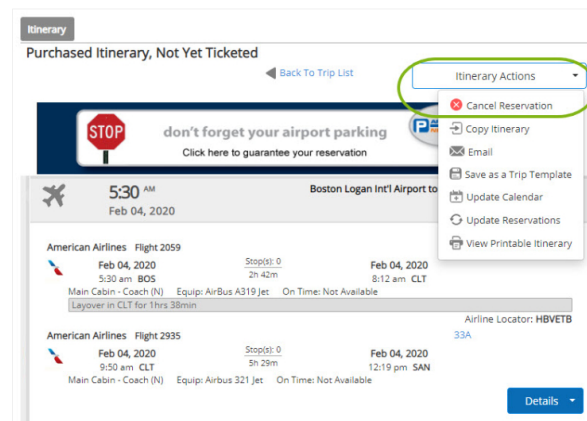 Itinerary
Purchased Itinerary, Not Yet Ticketed
Back To Trip List
Itinerary Actions
Cancel Reservation
Copy Itinerary
Email
Save as a Trip Template
Update Calendar
Update Reservations
View Printable Itinerary
STOP
don't forget your airport parking
Click here to guarantee your reservation
P
5:30 AM
Feb 04, 2020
Boston Logan Int'l Airport to
American Airlines Flight 2059
Feb 04, 2020 Stop(s): 0 Feb 04, 2020
5:30 am BOS 2h 42m 8:12 am CLT
Main Cabin - Coach (N) Equip: AirBus A319 Jet On Time: Not Available
Layover in CLT for 1hrs 38min
Airline Locator: HBVETB
American Airlines Flight 2935 33A
Feb 04, 2020 Stop(s): 0 Feb 04, 2020
9:50 am CLT 5h 29m 12:19 pm SAN
Main Cabin - Coach (N) Equip: Airbus 321 Jet On Time: Not Available
Details